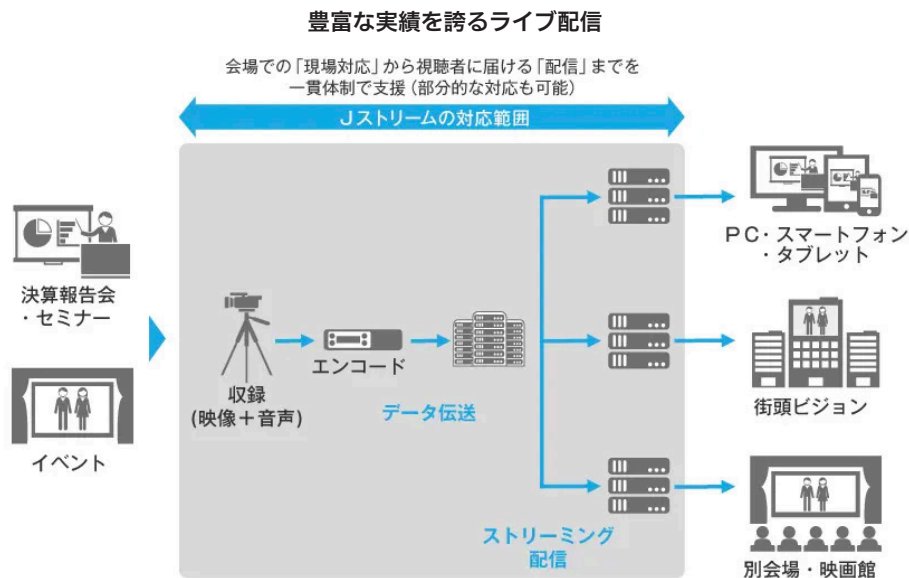 豊富な実績を誇るライブ配信
会場での「現場対応」から視聴者に届ける「配信」までを
一貫体制で支援(部分的な対応も可能)
Jストリームの対応範囲
決算報告会
・セミナー
イベント
収録
(映像+音声)
エンコード
データ伝送
ストリーミング
配信
PC・スマートフォン
・タブレット
街頭ビジョン
別会場・映画館